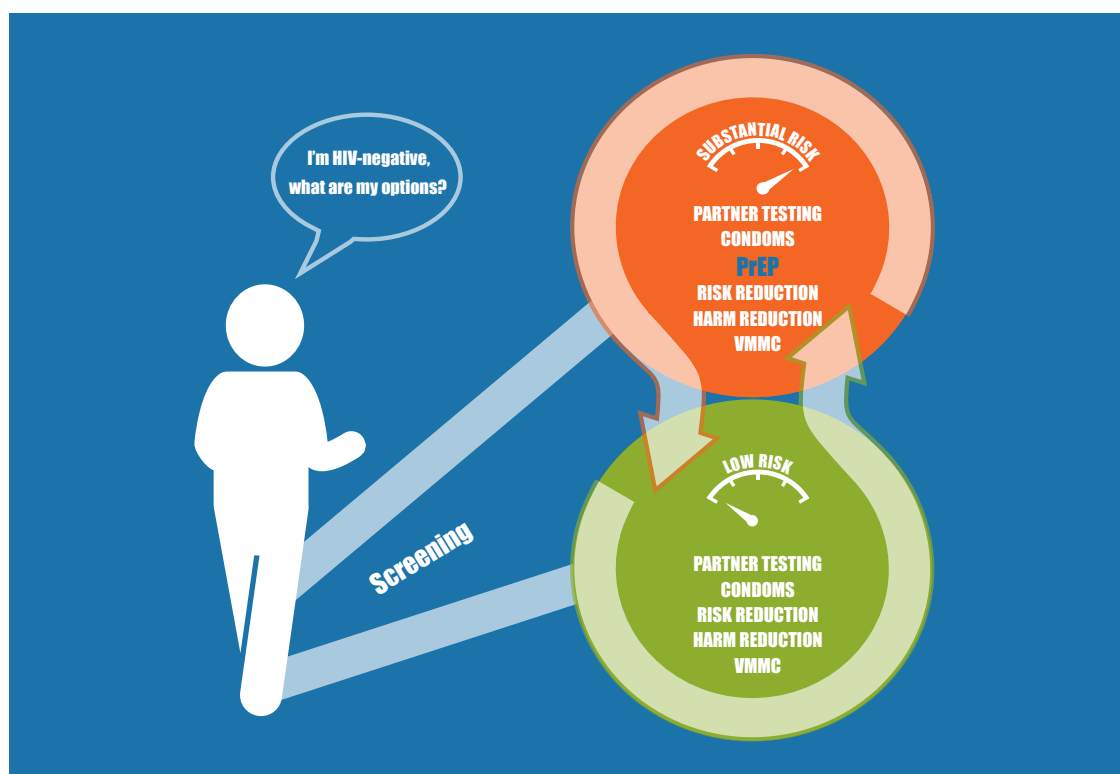 I'm HIV-negative,
what are my options?
Screening
SUBSTANTIAL RISK
PARTNER TESTING
CONDOMS
PrEP
RISK REDUCTION
HARM REDUCTION
VMMC
LOW RISK
PARTNER TESTING
CONDOMS
RISK REDUCTION
HARM REDUCTION
VMMC